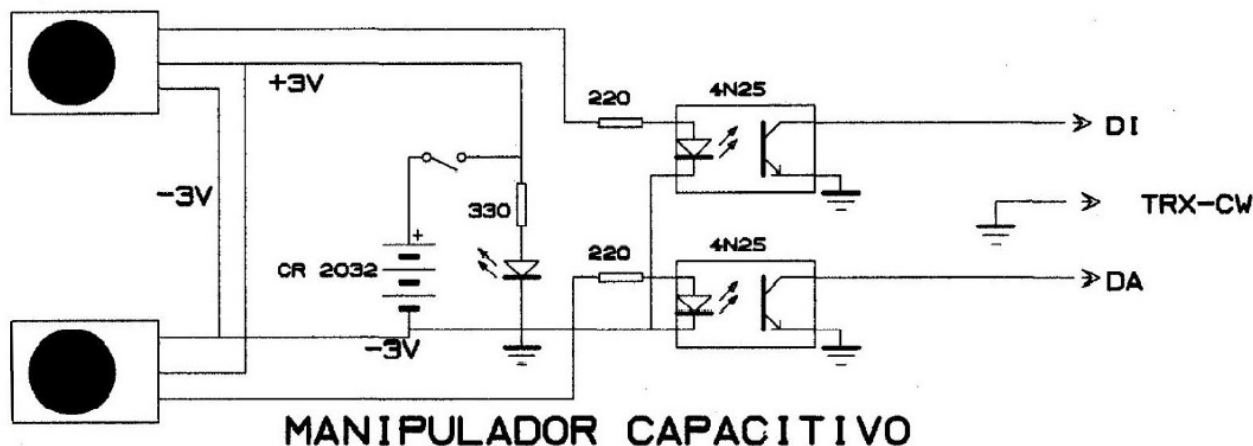 +3V
220
4N25
DI
-3V
330
TRX-CW
CR 2032
+
220
4N25
DA
-3V
MANIPULADOR CAPACITIVO